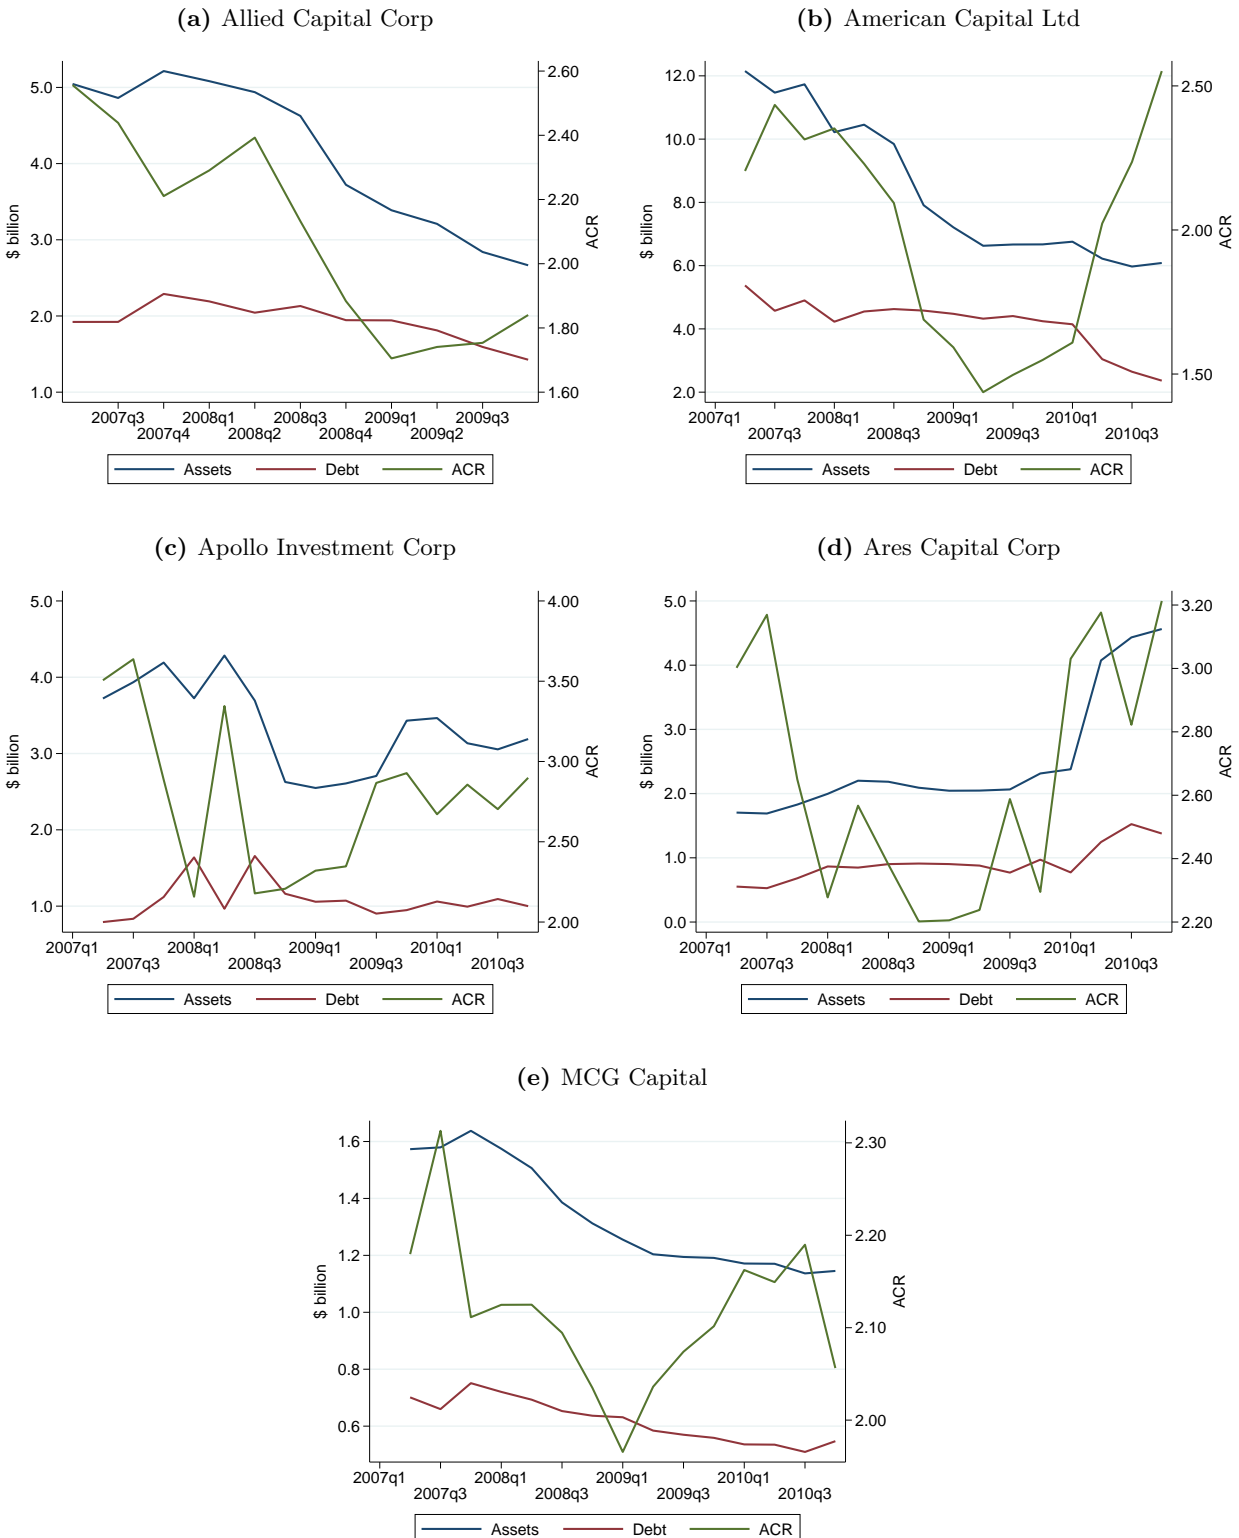 (a) Allied Capital Corp
5.0
4.0
3.0
2.0
1.0
$ billion
2.60
2.40
2.20
2.00
1.80
1.60
ACR
2007q3 2008q1 2008q3 2009q1 2009q3
2007q4 2008q2 2008q4 2009q2
Assets Debt ACR
(b) American Capital Ltd
12.0
10.0
8.0
6.0
4.0
2.0
$ billion
2.50
2.00
1.50
ACR
2007q1 2008q1 2009q1 2010q1
2007q3 2008q3 2009q3 2010q3
Assets Debt ACR
(c) Apollo Investment Corp
5.0
4.0
3.0
2.0
1.0
$ billion
4.00
3.50
3.00
2.50
2.00
ACR
2007q1 2008q1 2009q1 2010q1
2007q3 2008q3 2009q3 2010q3
Assets Debt ACR
(d) Ares Capital Corp
5.0
4.0
3.0
2.0
1.0
0.0
$ billion
3.20
3.00
2.80
2.60
2.40
2.20
ACR
2007q1 2008q1 2009q1 2010q1
2007q3 2008q3 2009q3 2010q3
Assets Debt ACR
(e) MCG Capital
1.6
1.4
1.2
1.0
0.8
0.6
$ billion
2.30
2.20
2.10
2.00
ACR
2007q1 2008q1 2009q1 2010q1
2007q3 2008q3 2009q3 2010q3
Assets Debt ACR